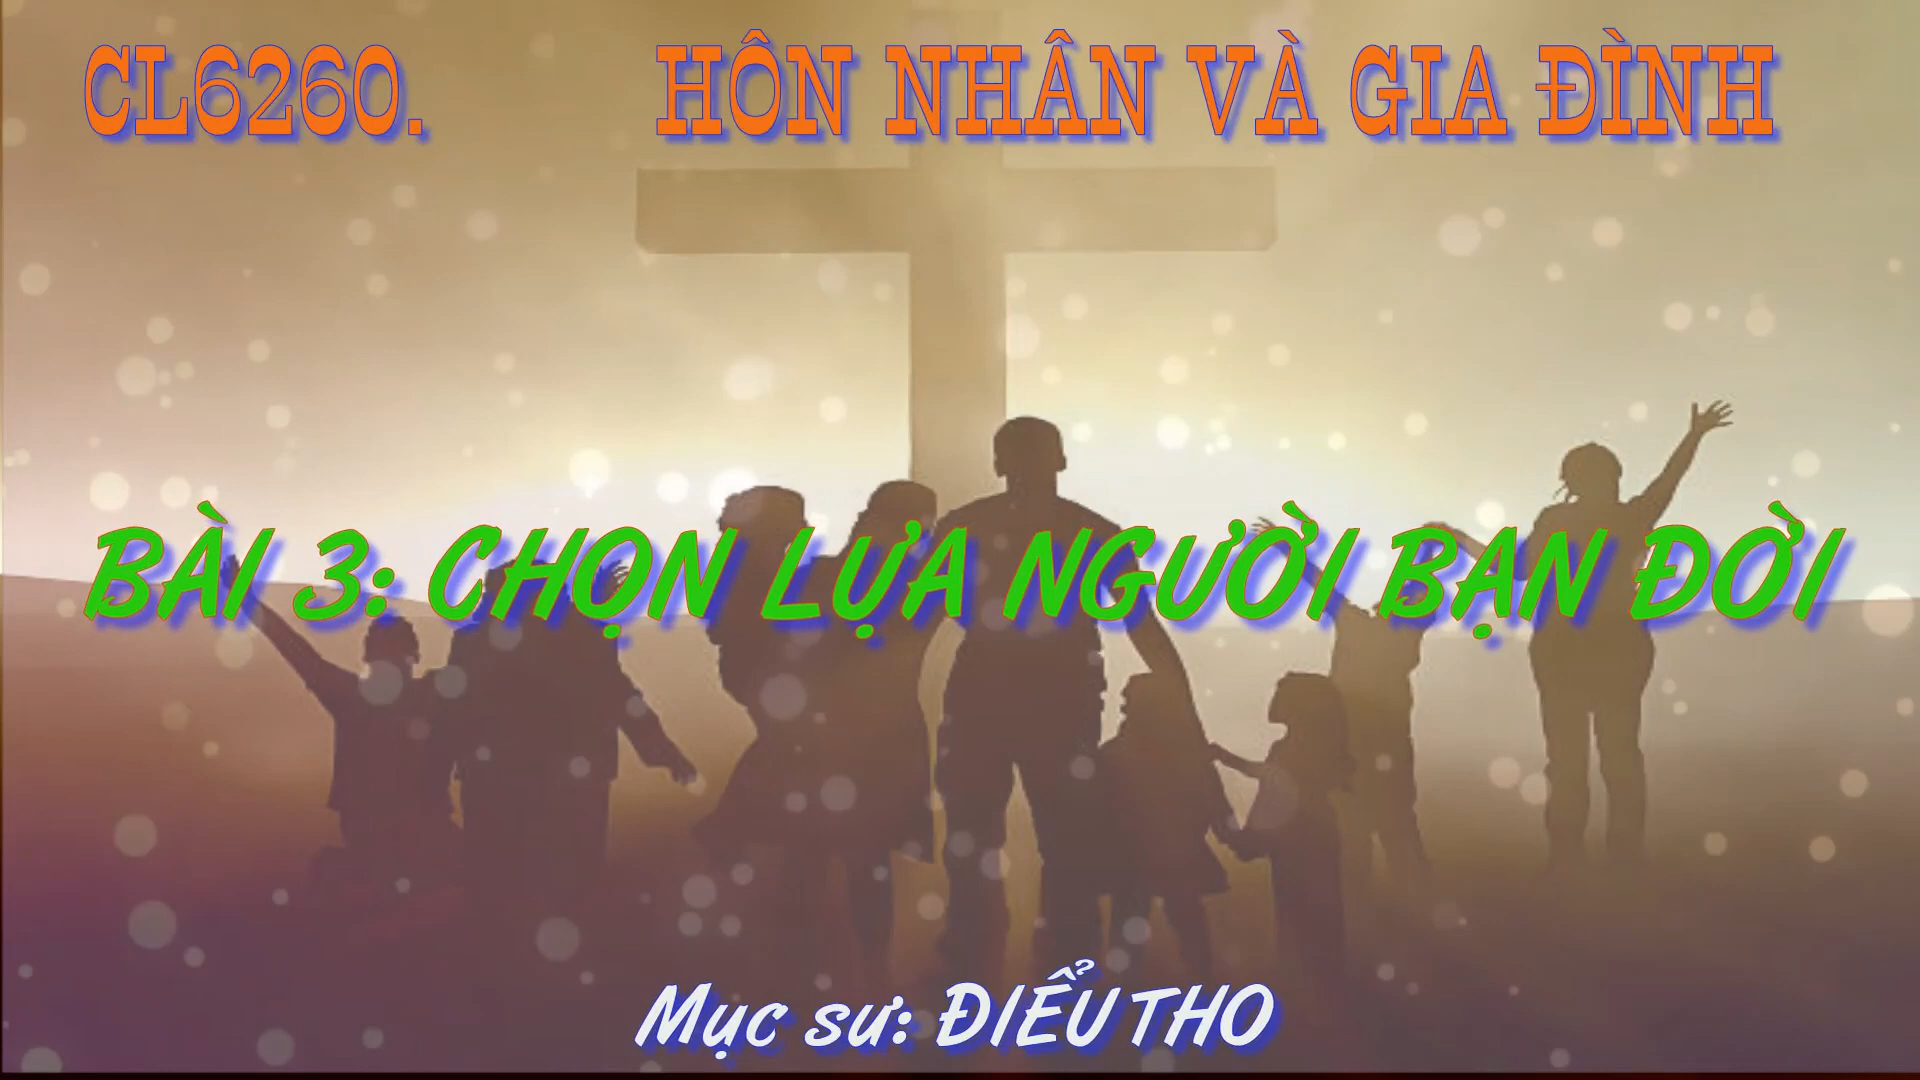 CL6260. HÔN NHÂN VÀ GIA ĐÌNH
BÀI 3: CHỌN LỰA NGƯỜI BẠN ĐỜI
Mục sư: ĐIỂU THO